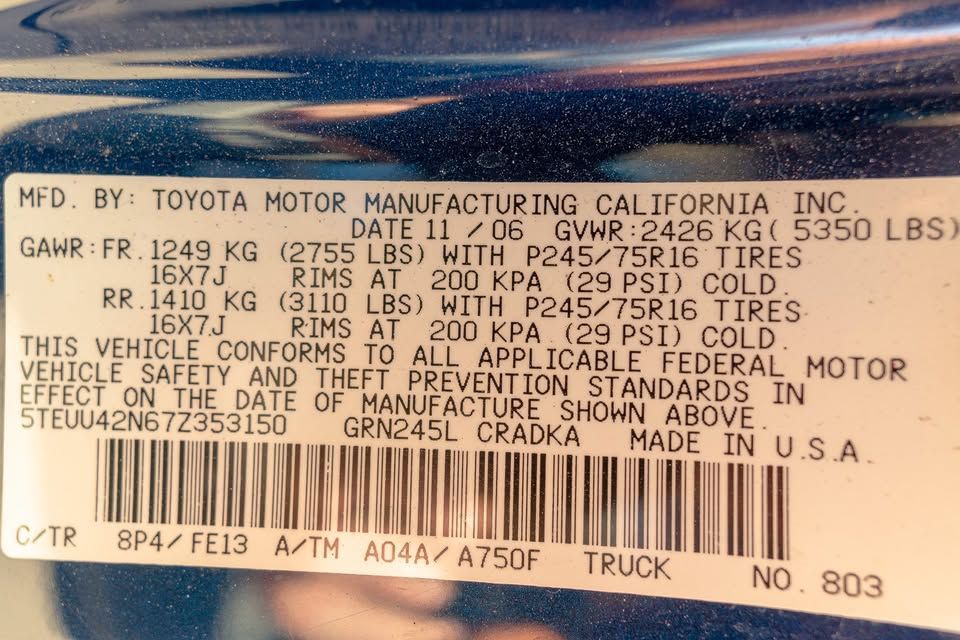 MFD. BY: TOYOTA MOTOR MANUFACTURING CALIFORNIA INC.
DATE 11 / 06 GVWR:2426 KG( 5350 LBS)
GAWR:FR. 1249 KG (2755 LBS) WITH P245/75R16 TIRES
16X7J RIMS AT 200 KPA (29 PSI) COLD.
RR. 1410 KG (3110 LBS) WITH P245/75R16 TIRES
16X7J RIMS AT 200 KPA (29 PSI) COLD.
THIS VEHICLE CONFORMS TO ALL APPLICABLE FEDERAL MOTOR
VEHICLE SAFETY AND THEFT PREVENTION STANDARDS IN
EFFECT ON THE DATE OF MANUFACTURE SHOWN ABOVE.
5TEUU42N67Z353150 GRN245L CRADKA MADE IN U.S.A.
C/TR 8P4/ FE13 A/TM A04A/ A750F TRUCK NO. 803